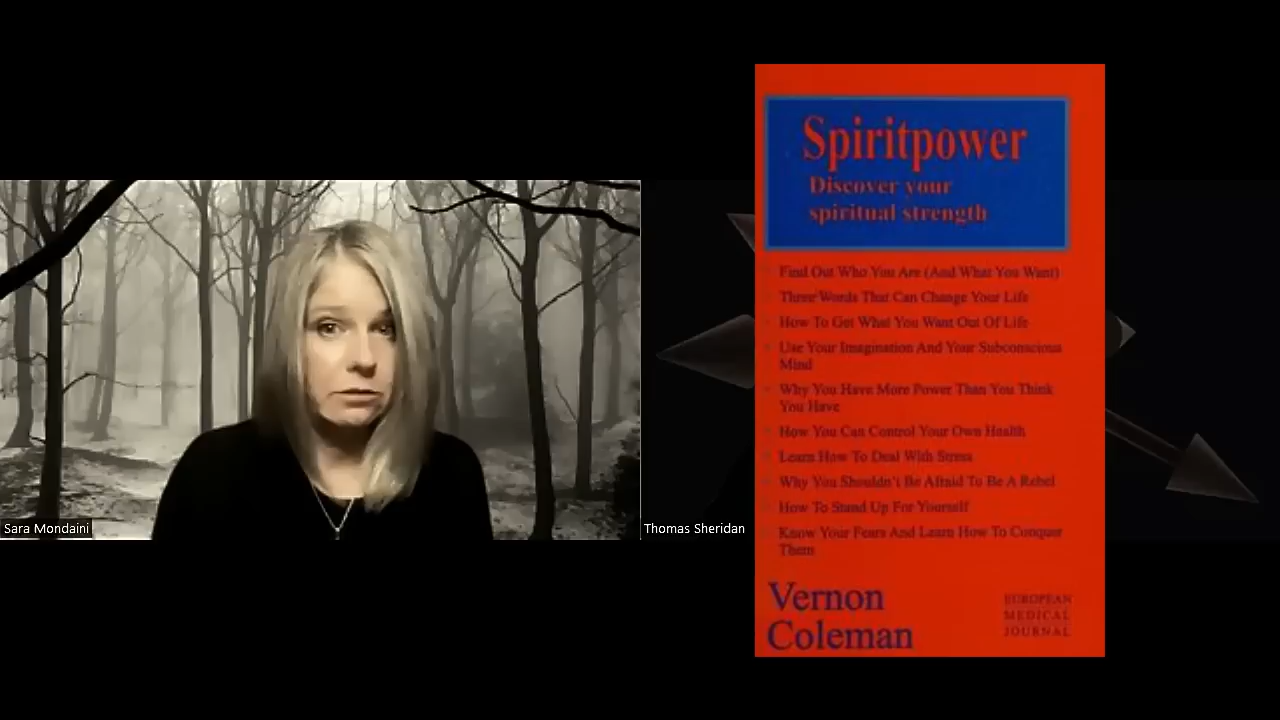 Sara Mondaini
Thomas Sheridan
Spiritpower
Discover your
spiritual strength
Find Out Who You Are (And What You Want)
Three Words That Can Change Your Life
How To Get What You Want Out Of Life
Use Your Imagination And Your Subconscious
Mind
Why You Have More Power Than You Think
You Have
How You Can Control Your Own Health
Learn How To Deal With Stress
Why You Shouldn't Be Afraid To Be A Rebel
How To Stand Up For Yourself
Know Your Fears And Learn How To Conquer
Them
Vernon
Coleman
EUROPEAN
MEDICAL
JOURNAL